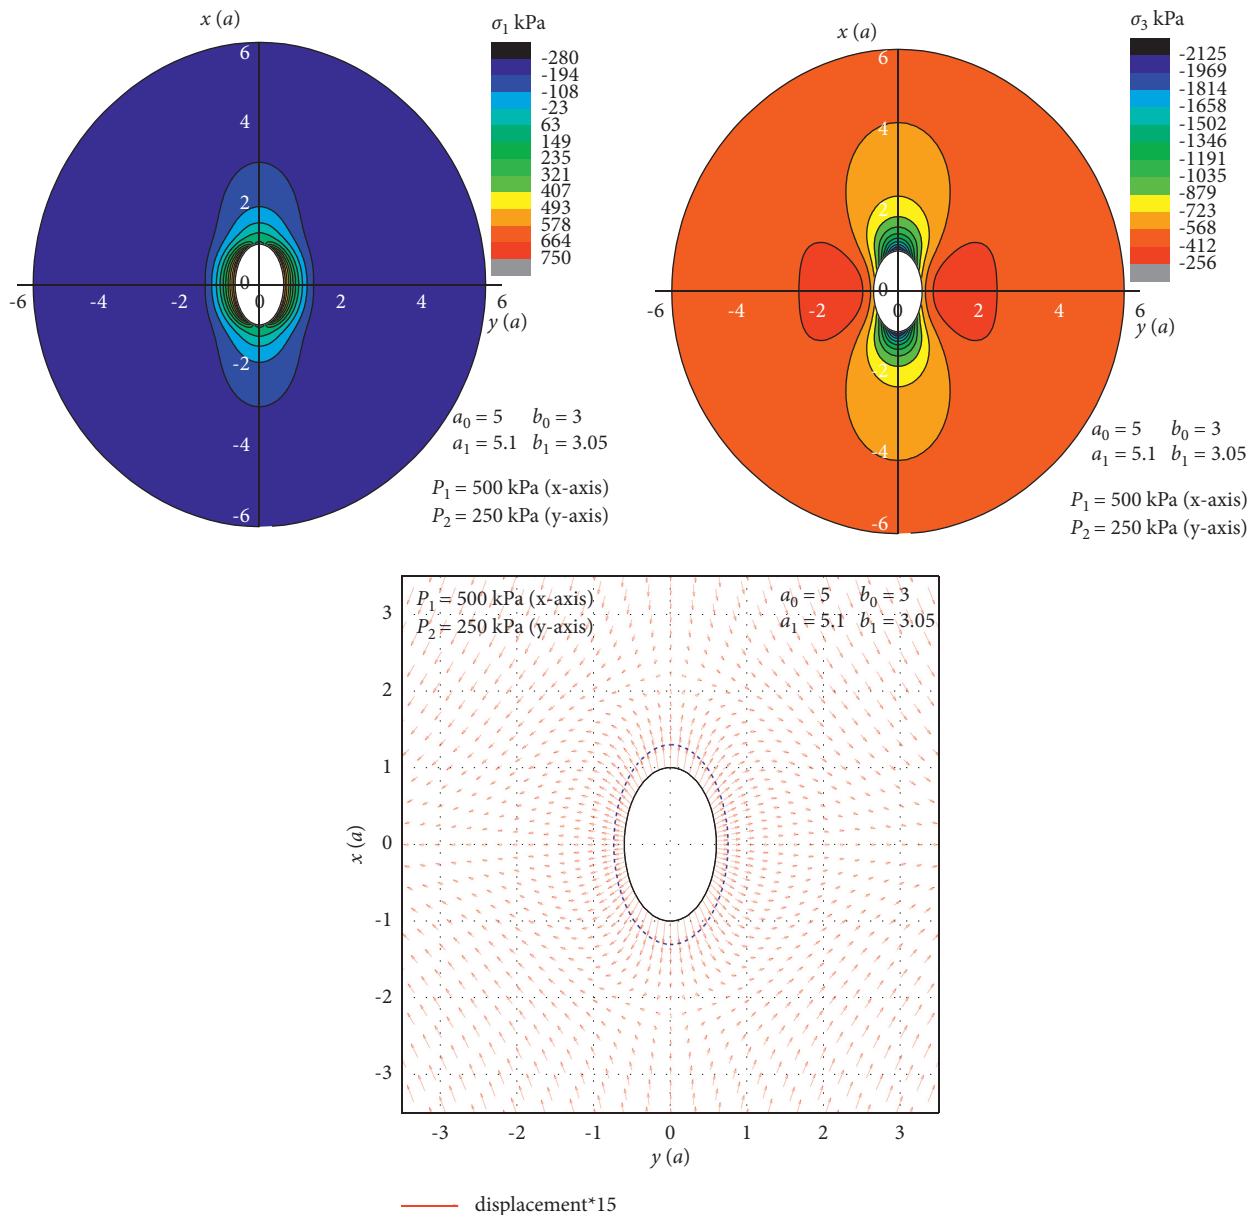 x (a)
σ1 kPa
-280
-194
-108
-23
63
149
235
321
407
493
578
664
750
6
4
2
0
-2
-4
-6
-6 -4 -2 0 2 4 6
y (a)
a0 = 5 b0 = 3
a1 = 5.1 b1 = 3.05
P1 = 500 kPa (x-axis)
P2 = 250 kPa (y-axis)
x (a)
σ3 kPa
-2125
-1969
-1814
-1658
-1502
-1346
-1191
-1035
-879
-723
-568
-412
-256
6
4
2
0
-2
-4
-6
-6 -4 -2 0 2 4 6
y (a)
a0 = 5 b0 = 3
a1 = 5.1 b1 = 3.05
P1 = 500 kPa (x-axis)
P2 = 250 kPa (y-axis)
P1 = 500 kPa (x-axis)
P2 = 250 kPa (y-axis)
a0 = 5 b0 = 3
a1 = 5.1 b1 = 3.05
3
2
1
0
-1
-2
-3
x (a)
-3 -2 -1 0 1 2 3
y (a)
displacement*15